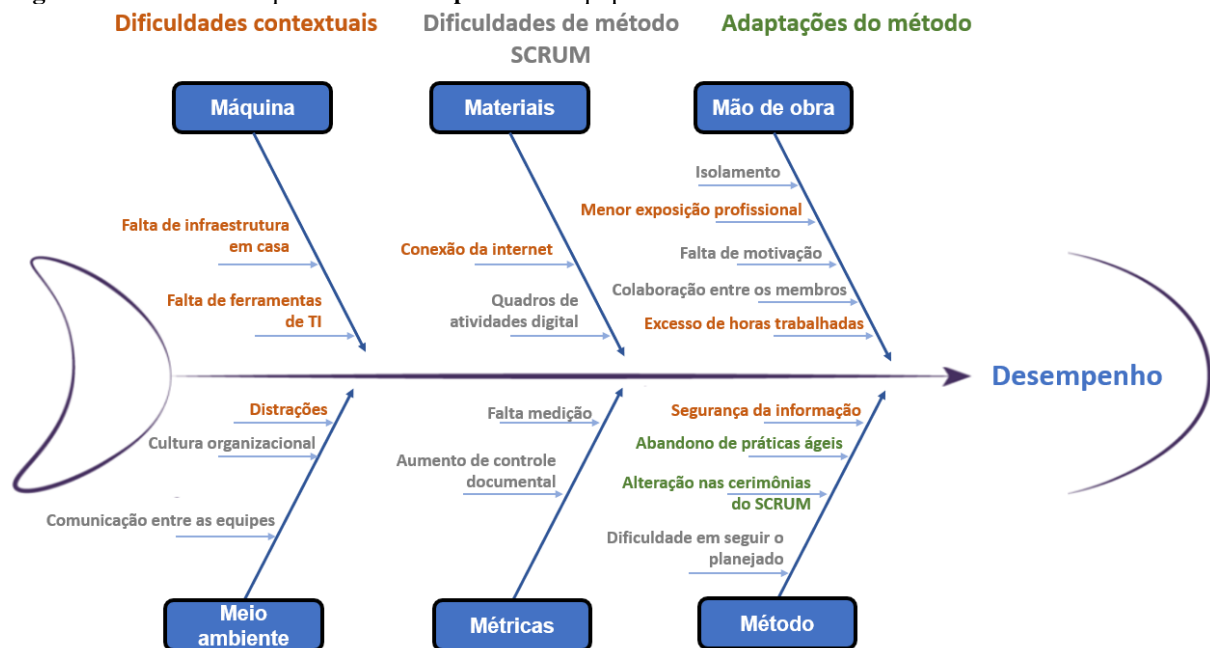 Dificuldades contextuais
Dificuldades de método
SCRUM
Adaptações do método
Máquina
Materiais
Mão de obra
Isolamento
Menor exposição profissional
Falta de infraestrutura
em casa
Conexão da internet
Falta de motivação
Colaboração entre os membros
Falta de ferramentas
de TI
Quadros de
atividades digital
Excesso de horas trabalhadas
Desempenho
Distrações
Cultura organizacional
Comunicação entre as equipes
Falta medição
Aumento de controle
documental
Segurança da informação
Abandono de práticas ágeis
Alteração nas cerimônias
do SCRUM
Dificuldade em seguir o
planejado
Meio
ambiente
Métricas
Método